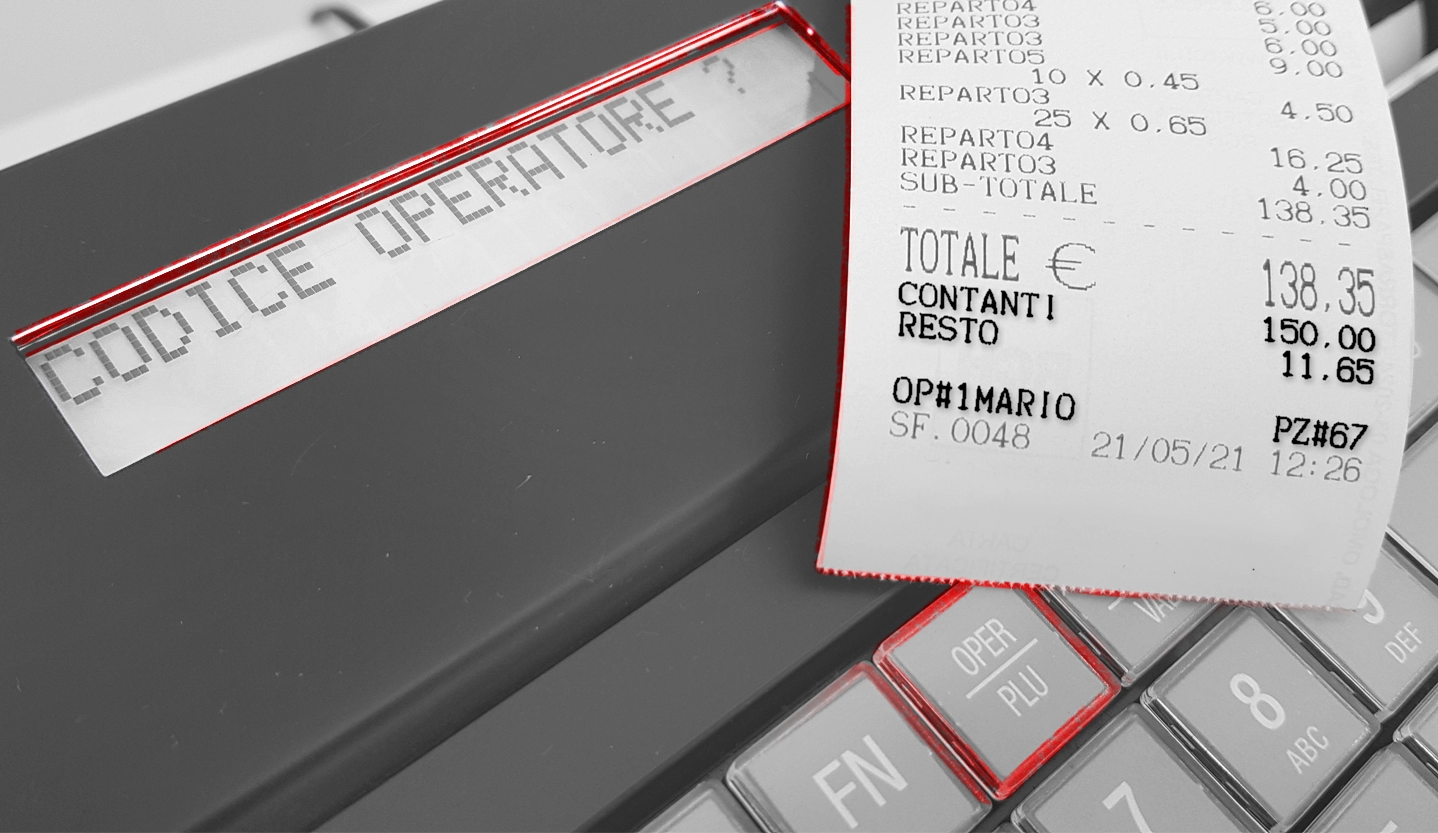 CODICE OPERATORE ?
REPARTO4 6.00
REPARTO3 5.00
REPARTO3 6.00
REPARTO5 9.00
10 X 0.45
REPARTO3 4.50
25 X 0.65
REPARTO4 16.25
REPARTO3 4.00
SUB-TOTALE 138.35
- - - - - - - - - - - - - - - -
TOTALE € 138,35
CONTANTI 150.00
RESTO 11.65
OP#1MARIO PZ#67
SF.0048 21/05/21 12:26
OPER
PLU
FN
7
8
ABC
9
DEF